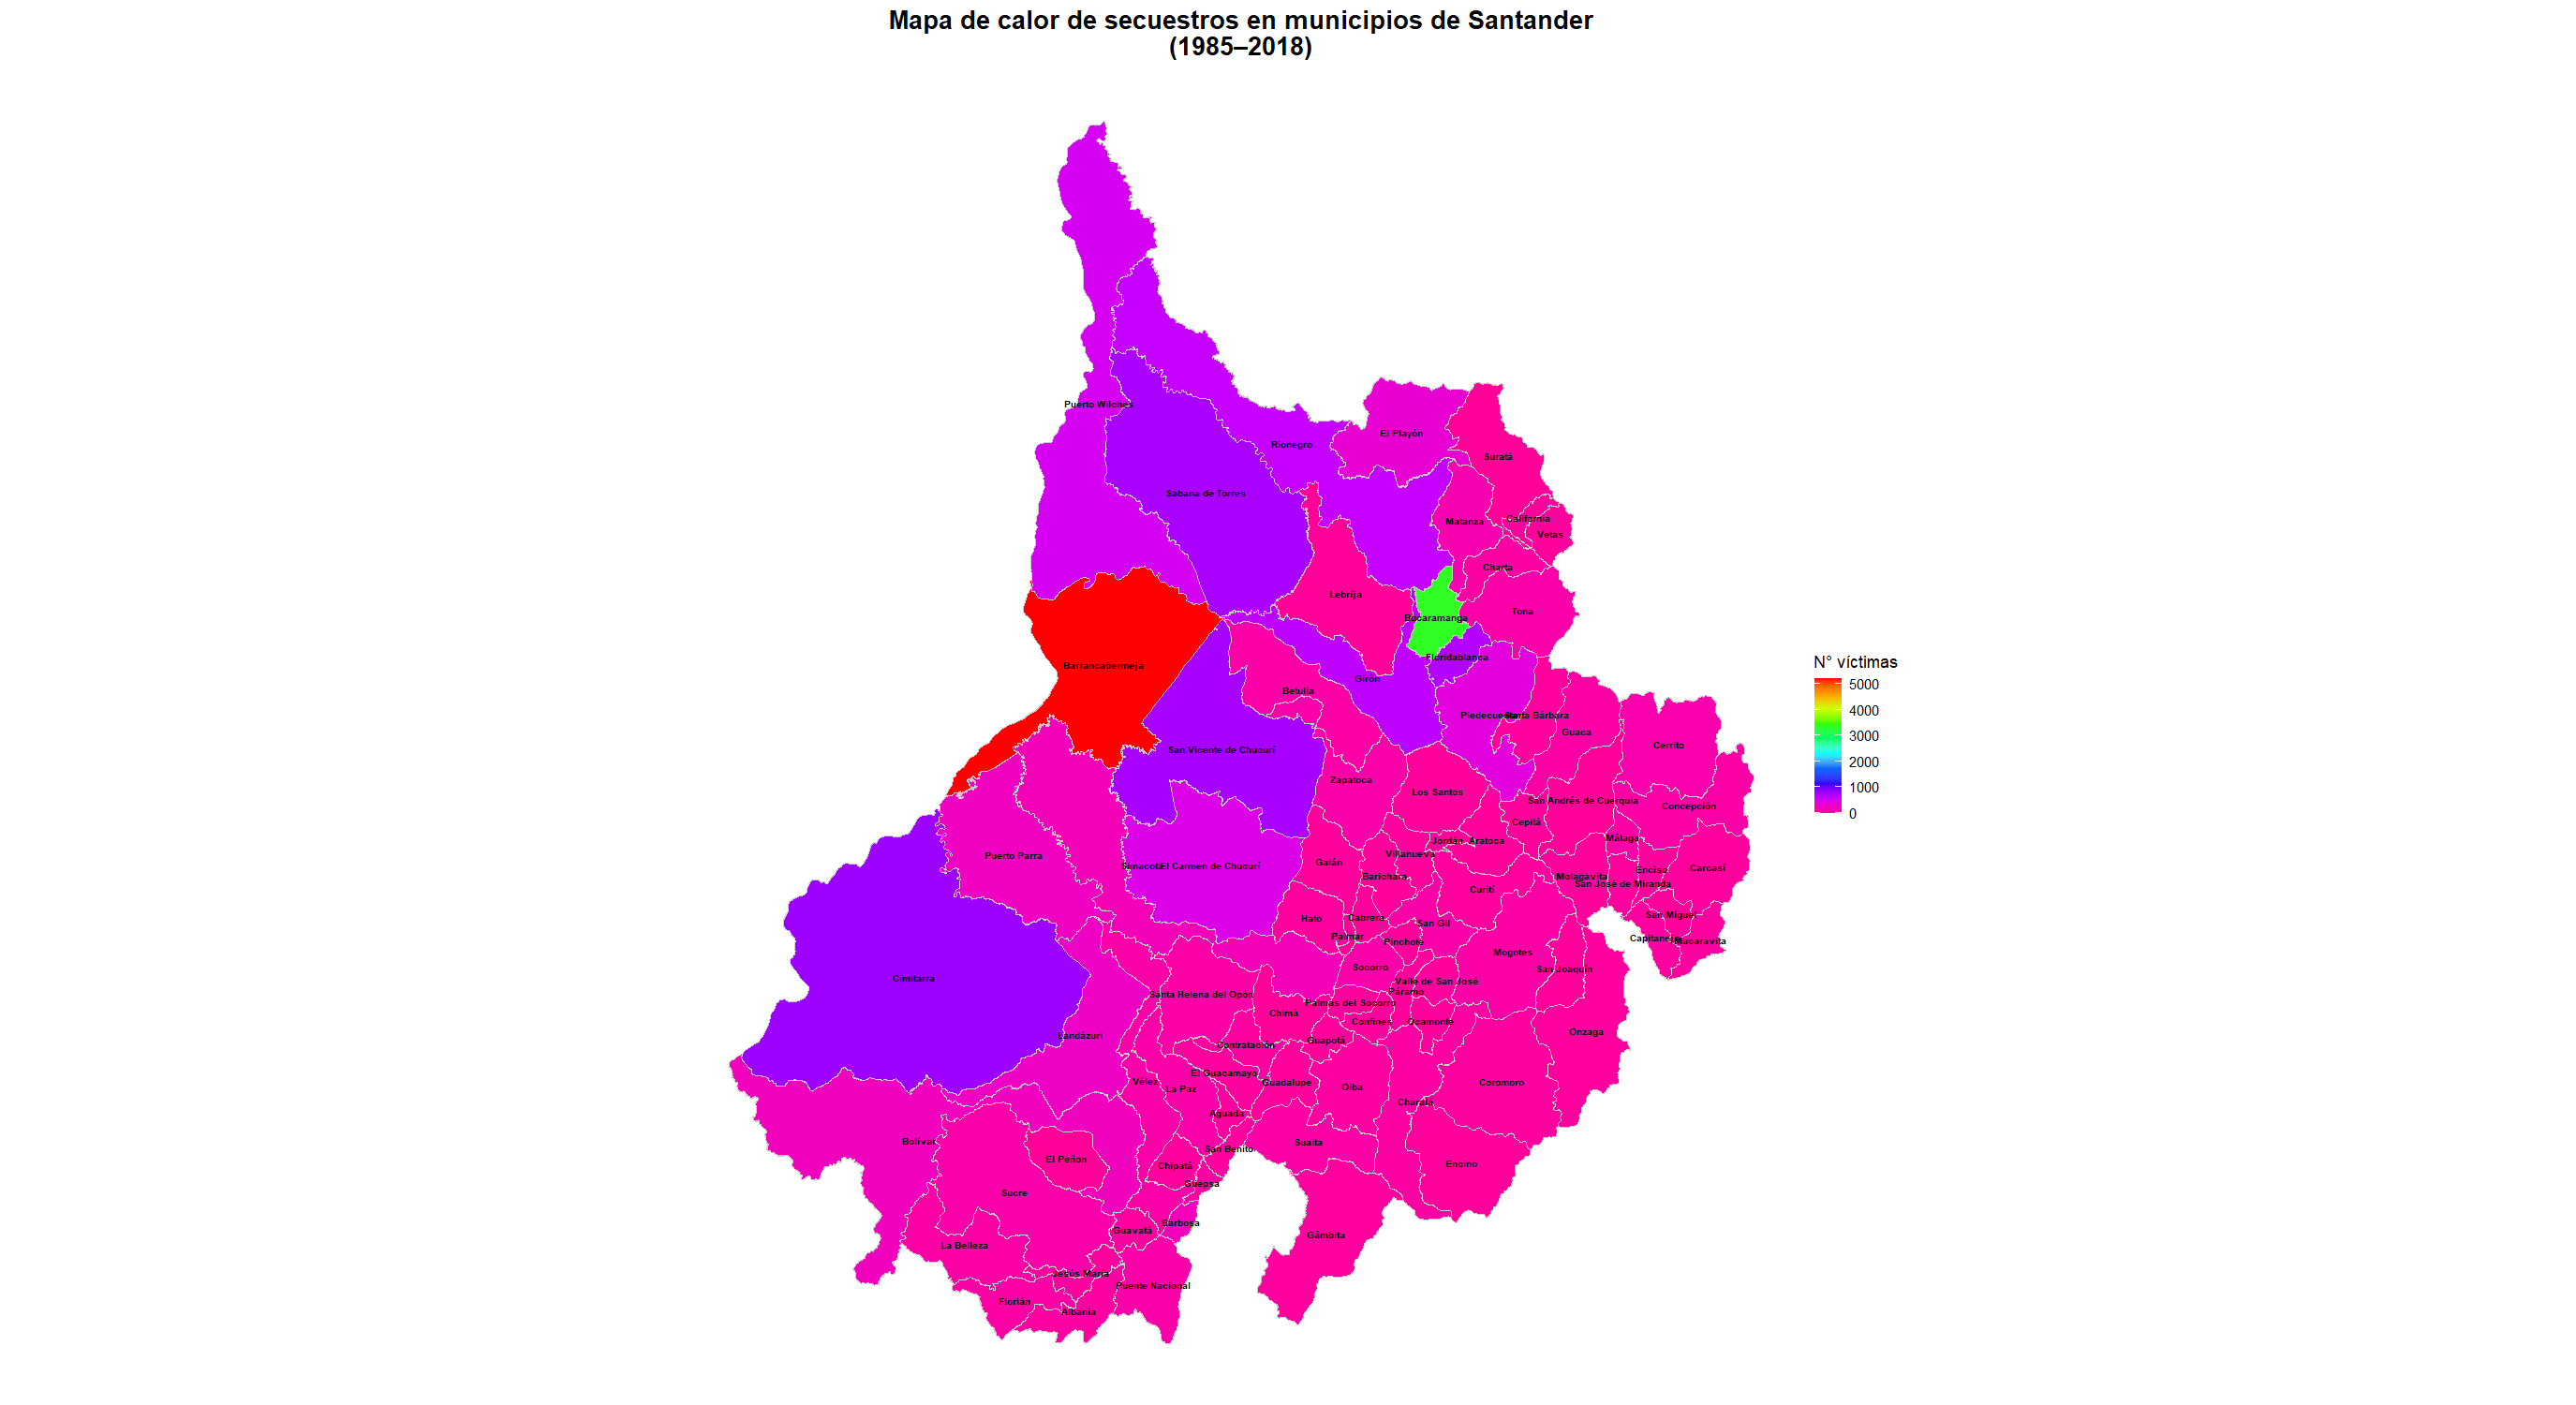 Mapa de calor de secuestros en municipios de Santander
(1985–2018)
Puerto Wilches
El Playón
Rionegro
Suratá
Sabana de Torres
California
Matanza
Vetas
Charta
Lebríja
Tona
Bucaramanga
Floridablanca
Barrancabermeja
N° víctimas
Girón
5000
Betulia
4000
Piedecuesta
Santa Bárbara
Guaca
3000
Cerrito
San Vicente de Chucurí
2000
Zapatoca
1000
Los Santos
San Andrés de Cuerquia
Concepción
0
Cepitá
Málaga
Jordán
Aratoca
Villanueva
Puerto Parra
Galán
Simacota
El Carmen de Chucurí
Carcasí
Enciso
Barichara
Molagavita
San José de Miranda
Curití
San Miguel
Hato
Cabrera
San Gil
Palmar
Capitanejo
Macaravita
Pinchote
Mogotes
Socorro
San Joaquín
Cimitarra
Valle de San José
Páramo
Santa Helena del Opón
Palmas del Socorro
Chimá
Confines
Ocamonte
Onzaga
Landázuri
Guapotá
Contratación
El Guacamayo
Vélez
Guadalupe
Coromoro
La Paz
Oiba
Charalá
Aguada
Bolívar
Suaita
San Benito
El Peñon
Encino
Chipatá
Güepsa
Sucre
Barbosa
Guavatá
Gámbita
La Belleza
Jesús María
Puente Nacional
Florián
Albania